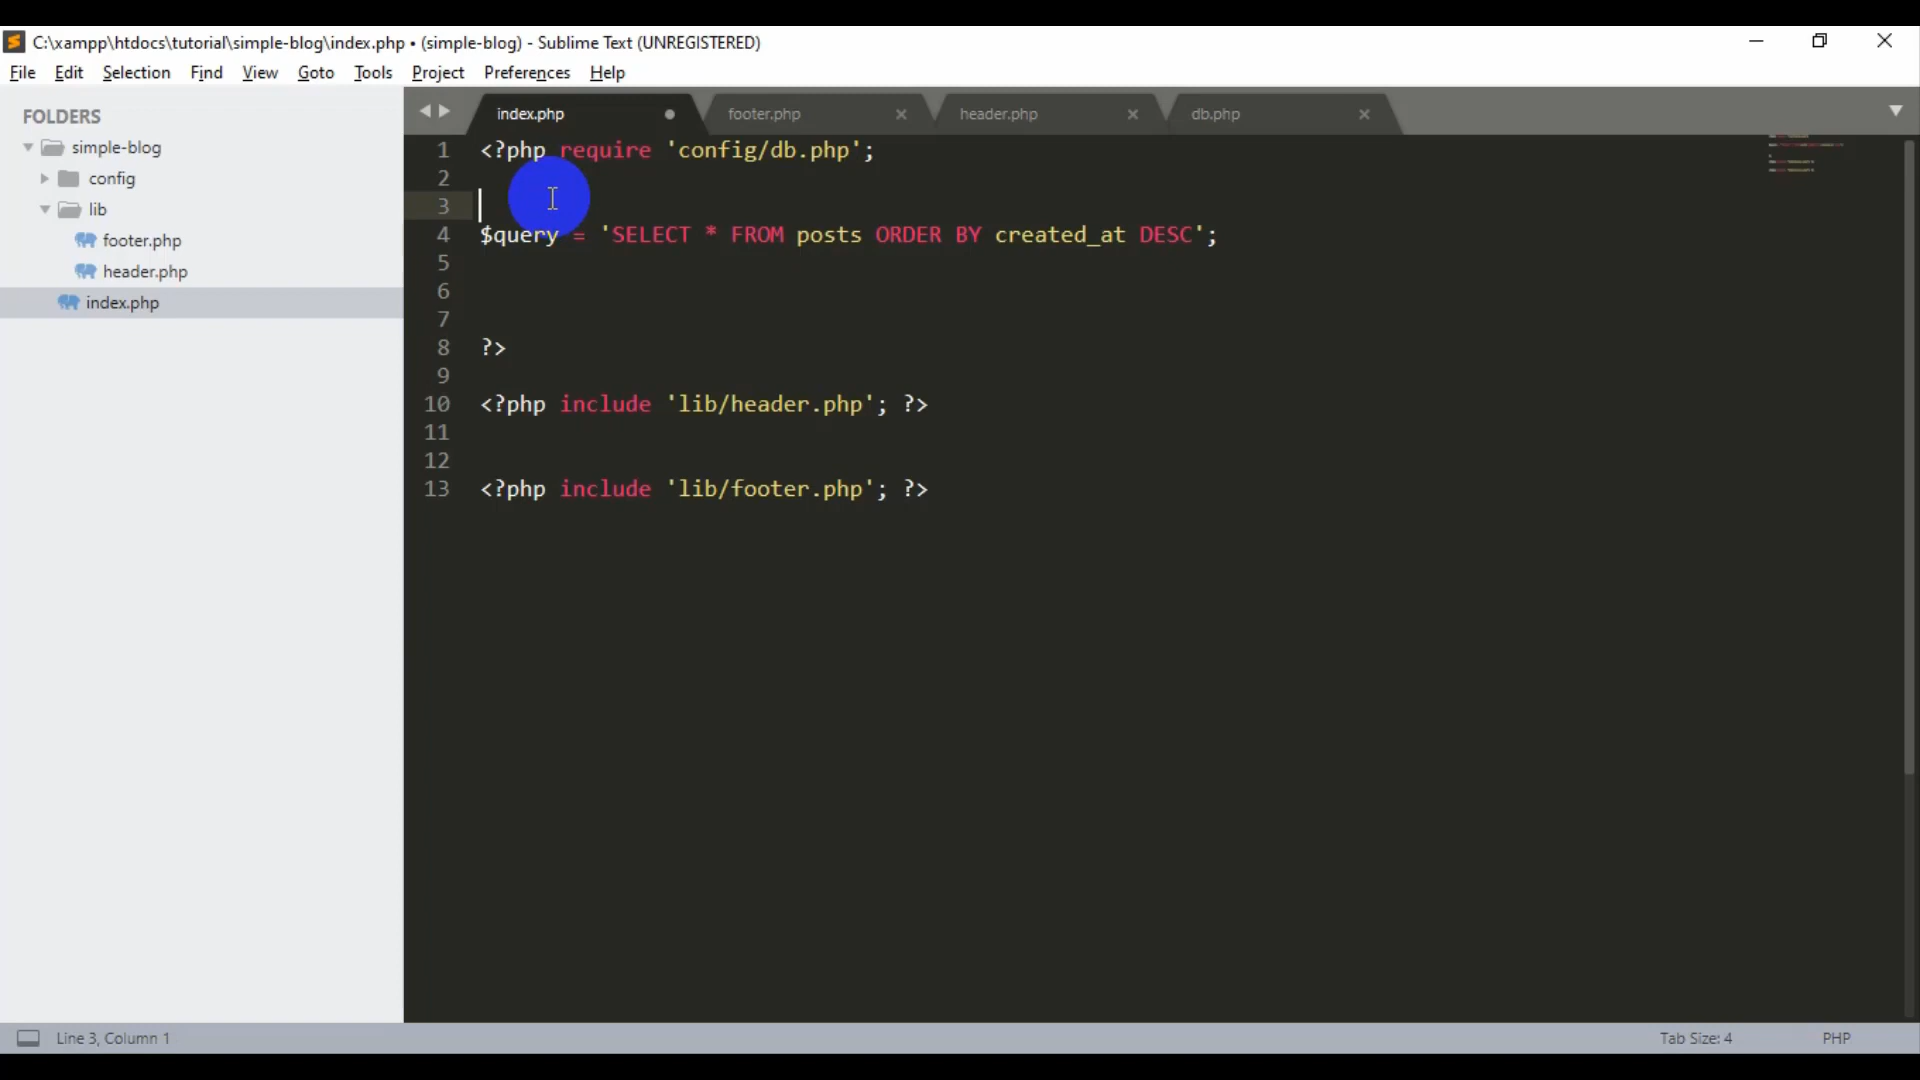 C:\xampp\htdocs\tutorial\simple-blog\index.php • (simple-blog) - Sublime Text (UNREGISTERED)
File Edit Selection Find View Goto Tools Project Preferences Help
FOLDERS
simple-blog
config
lib
footer.php
header.php
index.php
index.php footer.php header.php db.php
1 <?php require 'config/db.php';
2
3
4 $query = 'SELECT * FROM posts ORDER BY created_at DESC';
5
6
7
8 ?>
9
10 <?php include 'lib/header.php'; ?>
11
12
13 <?php include 'lib/footer.php'; ?>
Line 3, Column 1
Tab Size: 4
PHP